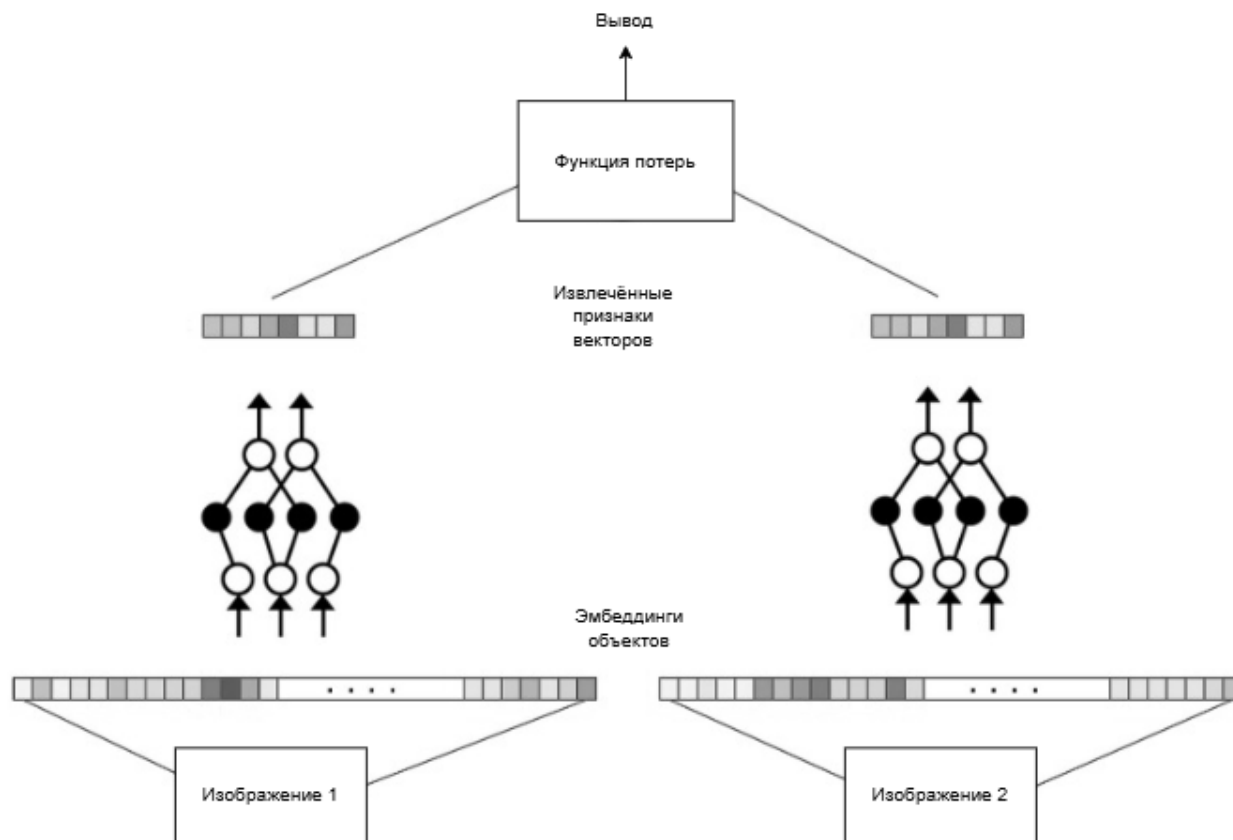 Вывод
Функция потерь
Извлечённые
признаки
векторов
Эмбеддинги
объектов
Изображение 1
Изображение 2